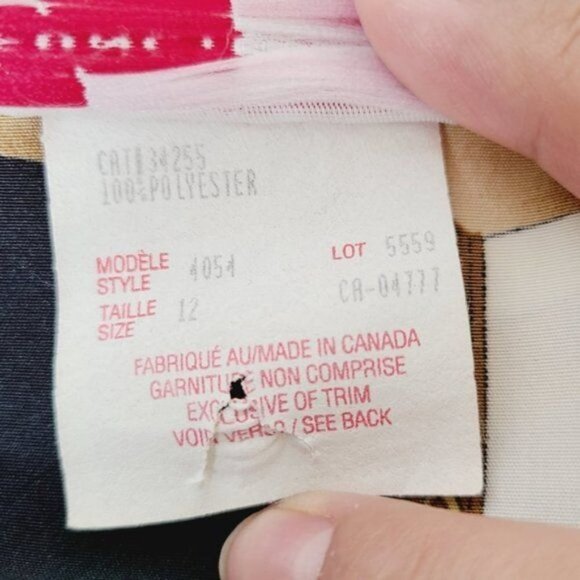 CAT 34255
100%POLYESTER
MODÈLE
STYLE 4054
LOT 5559
CA-04777
TAILLE
SIZE 12
FABRIQUÉ AU/MADE IN CANADA
GARNITURE NON COMPRISE
EXCLUSIVE OF TRIM
VOIR VERSO / SEE BACK